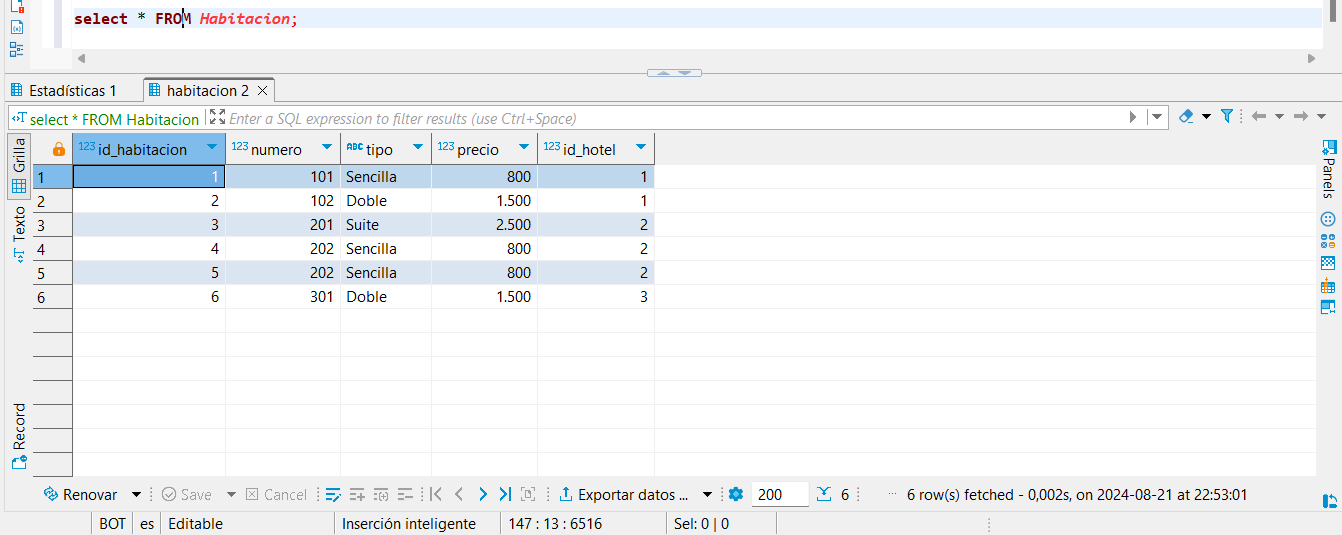 select * FROM Habitacion;
Estadísticas 1
habitacion 2
select * FROM Habitacion
Enter a SQL expression to filter results (use Ctrl+Space)
Grilla
Texto
Record
Panels
123 id_habitacion 123 numero ABC tipo 123 precio 123 id_hotel
1 1 101 Sencilla 800 1
2 2 102 Doble 1.500 1
3 3 201 Suite 2.500 2
4 4 202 Sencilla 800 2
5 5 202 Sencilla 800 2
6 6 301 Doble 1.500 3
Renovar Save Cancel Exportar datos ... 200 6 ... 6 row(s) fetched - 0,002s, on 2024-08-21 at 22:53:01
BOT es Editable Inserción inteligente 147 : 13 : 6516 Sel: 0 | 0